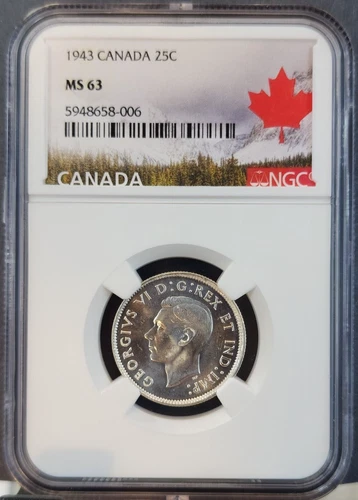 1943 CANADA 25C
MS 63
5948658-006
CANADA
NGC
GEORGIVS VI D:G:REX ET IND:IMP: